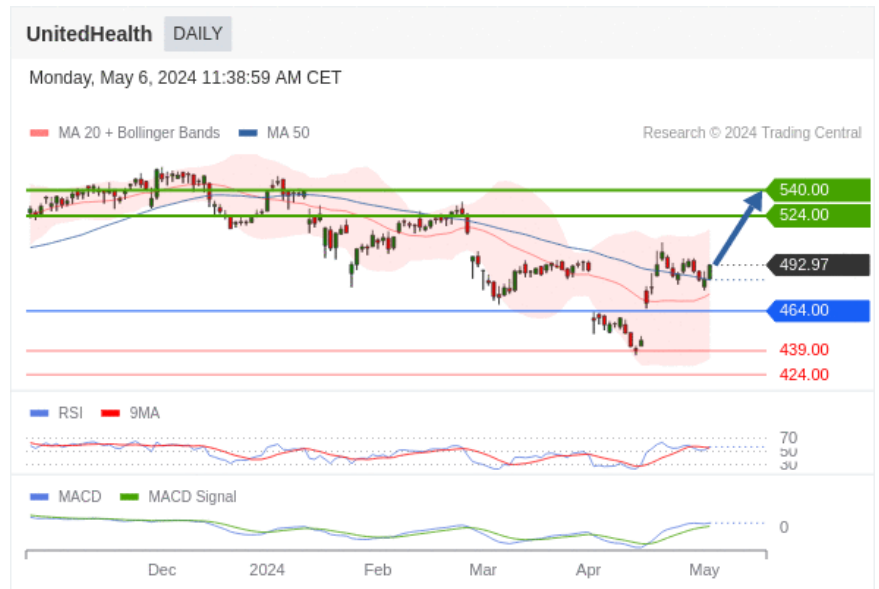 UnitedHealth DAILY
Monday, May 6, 2024 11:38:59 AM CET
MA 20 + Bollinger Bands MA 50 Research © 2024 Trading Central
540.00
524.00
492.97
464.00
439.00
424.00
RSI 9MA
70
50
30
MACD MACD Signal
0
Dec 2024 Feb Mar Apr May